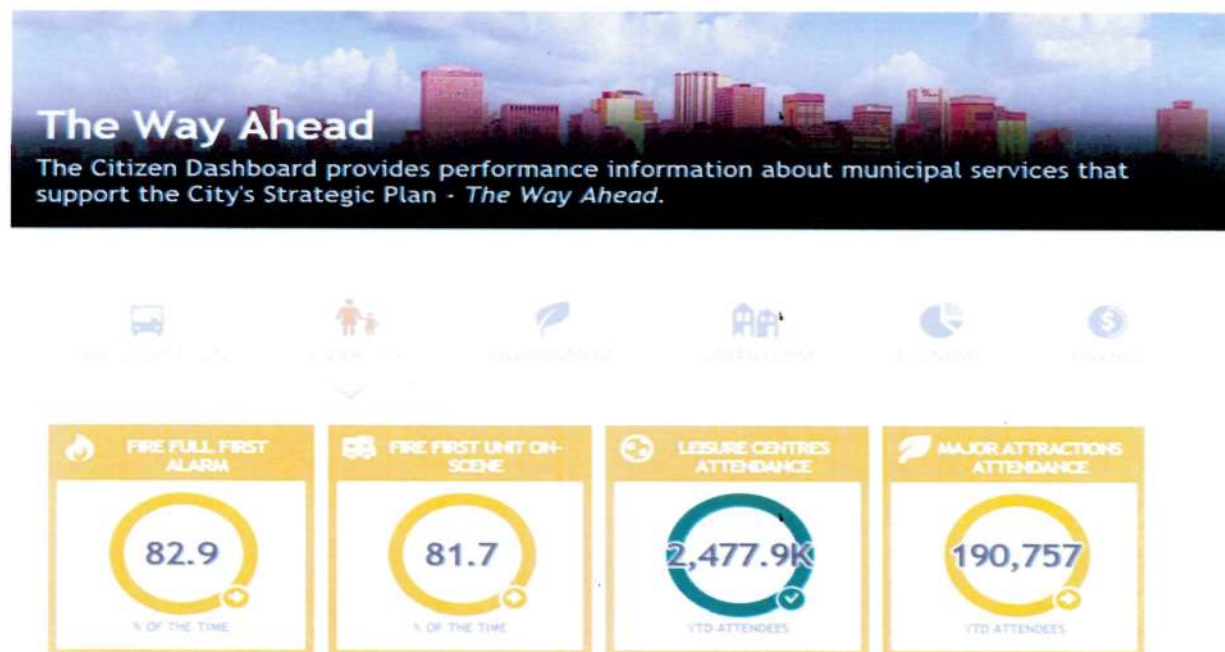 The Way Ahead
The Citizen Dashboard provides performance information about municipal services that
support the City's Strategic Plan - The Way Ahead.
ENVIRONMENT
FIRE FULL FIRST
ALARM
82.9
% OF THE TIME
FIRE FIRST UNIT ON-
SCENE
81.7
% OF THE TIME
LEISURE CENTRES
ATTENDANCE
2,477.9K
YTD ATTENDEES
MAJOR ATTRACTIONS
ATTENDANCE
190,757
YTD ATTENDEES